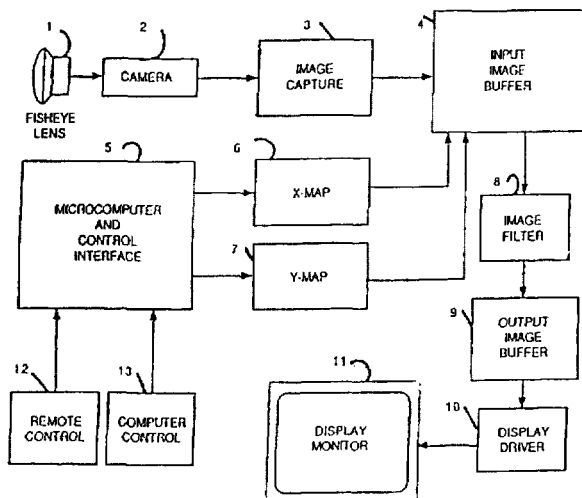 1
2
3
4
CAMERA
IMAGE
CAPTURE
INPUT
IMAGE
BUFFER
FISHEYE
LENS
5
6
8
MICROCOMPUTER
AND
CONTROL
INTERFACE
X-MAP
IMAGE
FILTER
7
Y-MAP
9
OUTPUT
IMAGE
BUFFER
12
13
11
10
REMOTE
CONTROL
COMPUTER
CONTROL
DISPLAY
MONITOR
DISPLAY
DRIVER